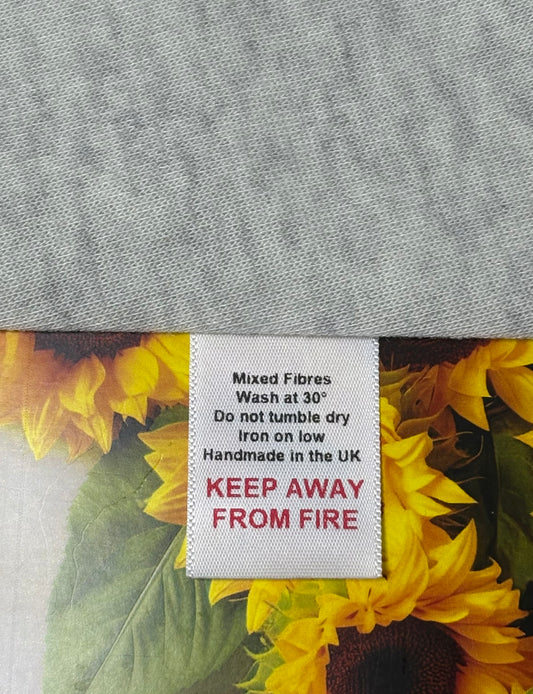 Mixed Fibres
Wash at 30°
Do not tumble dry
Iron on low
Handmade in the UK
KEEP AWAY
FROM FIRE